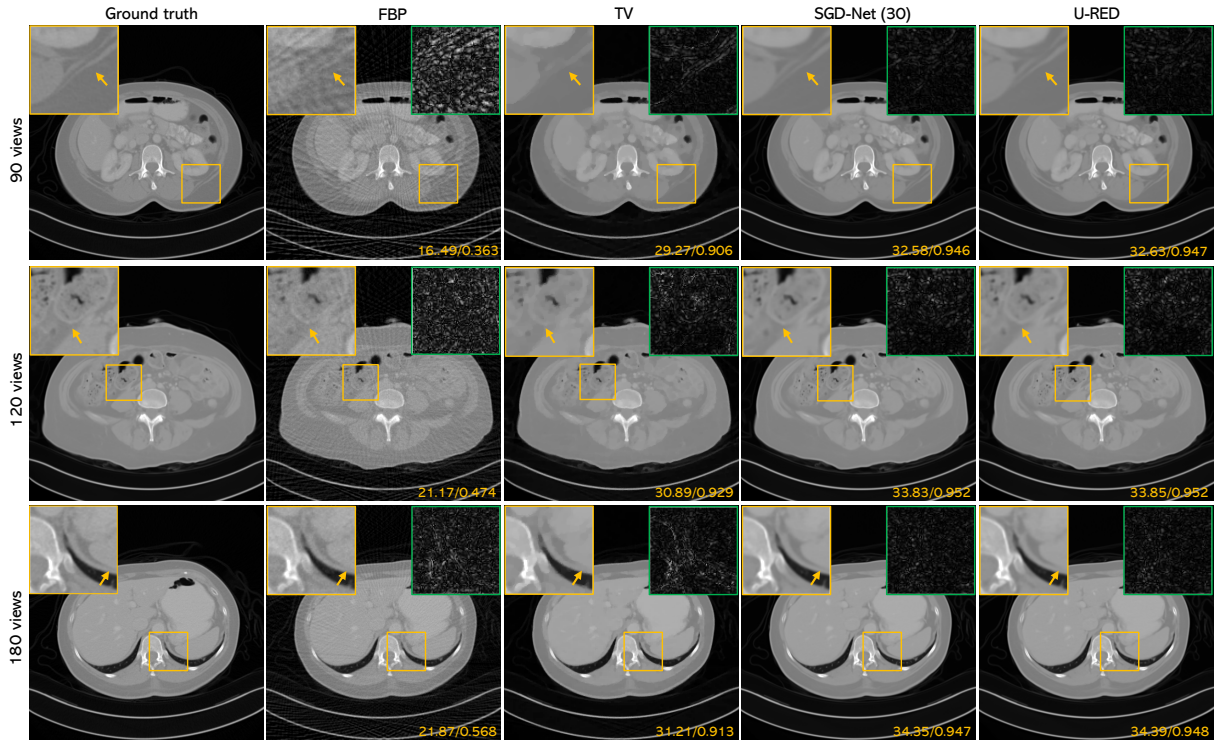 Ground truth FBP TV SGD-Net (30) U-RED
90 views
16.49/0.363 29.27/0.906 32.58/0.946 32.63/0.947
120 views
21.17/0.474 30.89/0.929 33.83/0.952 33.85/0.952
180 views
21.87/0.568 31.21/0.913 34.35/0.947 34.39/0.948